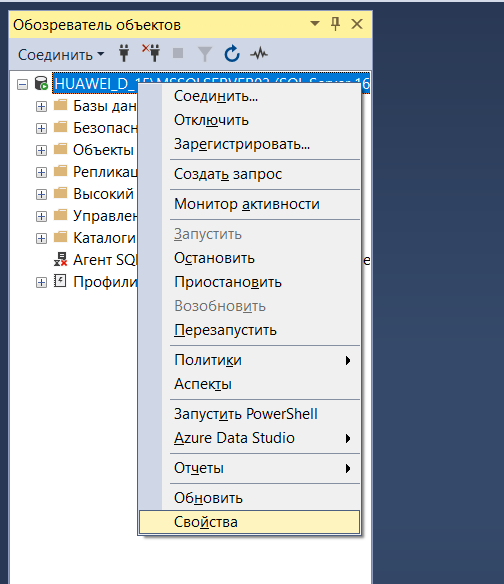 Обозреватель объектов
Соединить
HUAWEI_D_15\MSSQLSERVER02 (SQL Server 16
Базы дан
Безопасн
Объекты
Репликац
Высокий
Управлен
Каталоги
Агент SQL
Профили
Соединить...
Отключить
Зарегистрировать...
Создать запрос
Монитор активности
Запустить
Остановить
Приостановить
Возобновить
Перезапустить
Политики
Аспекты
Запустить PowerShell
Azure Data Studio
Отчеты
Обновить
Свойства